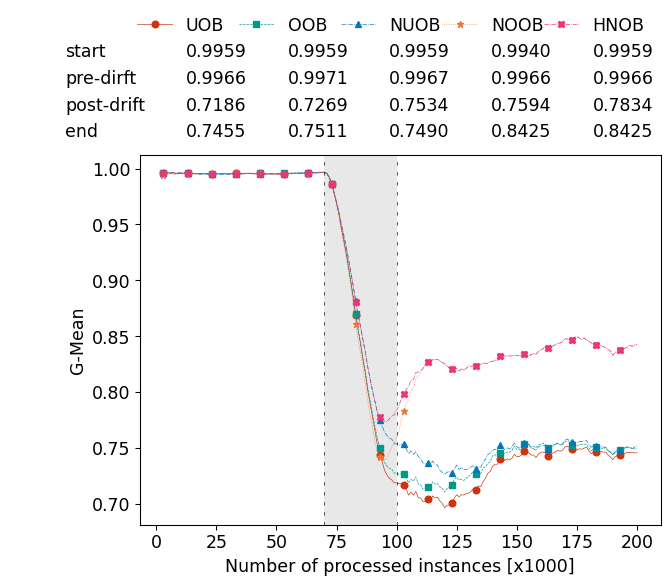 UOB OOB NUOB NOOB HNOB
start 0.9959 0.9959 0.9959 0.9940 0.9959
pre-dirft 0.9966 0.9971 0.9967 0.9966 0.9966
post-drift 0.7186 0.7269 0.7534 0.7594 0.7834
end 0.7455 0.7511 0.7490 0.8425 0.8425
1.00
0.95
0.90
0.85
0.80
0.75
0.70
G-Mean
0 25 50 75 100 125 150 175 200
Number of processed instances [x1000]